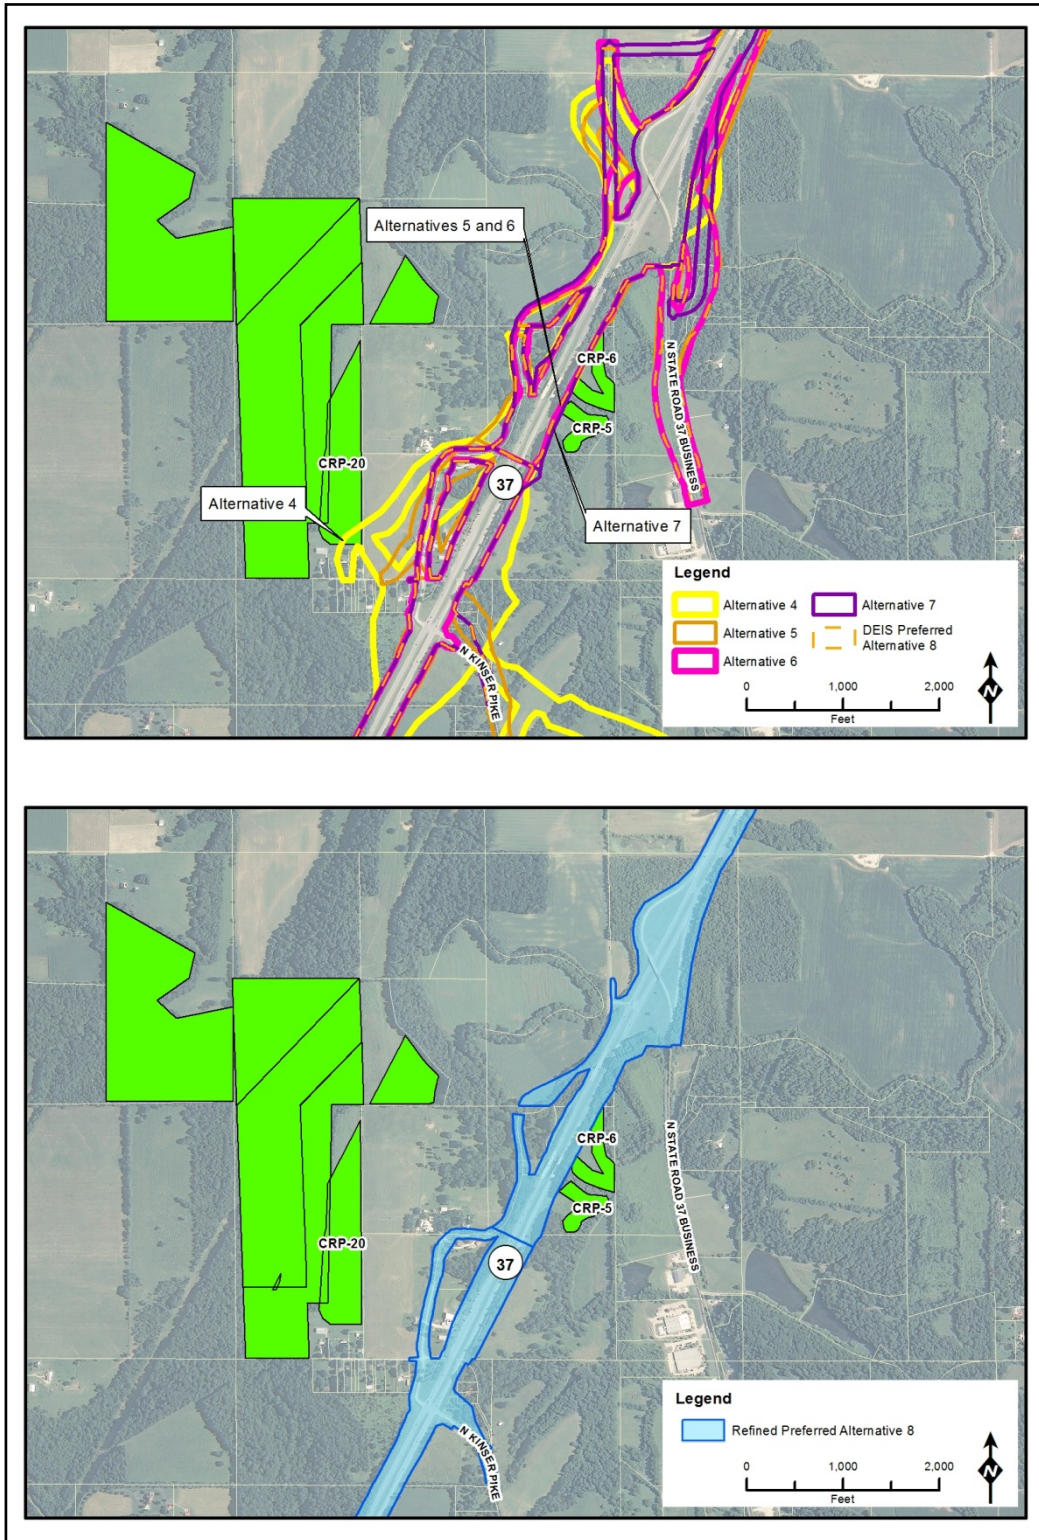 Alternatives 5 and 6
CRP-6
CRP-5
N STATE ROAD 37 BUSINESS
CRP-20
37
Alternative 4
Alternative 7
N KINSER PIKE
Legend
Alternative 4
Alternative 7
Alternative 5
DEIS Preferred
Alternative 8
Alternative 6
0 1,000 2,000
Feet
N
CRP-6
CRP-5
N STATE ROAD 37 BUSINESS
CRP-20
37
N KINSER PIKE
Legend
Refined Preferred Alternative 8
0 1,000 2,000
Feet
N